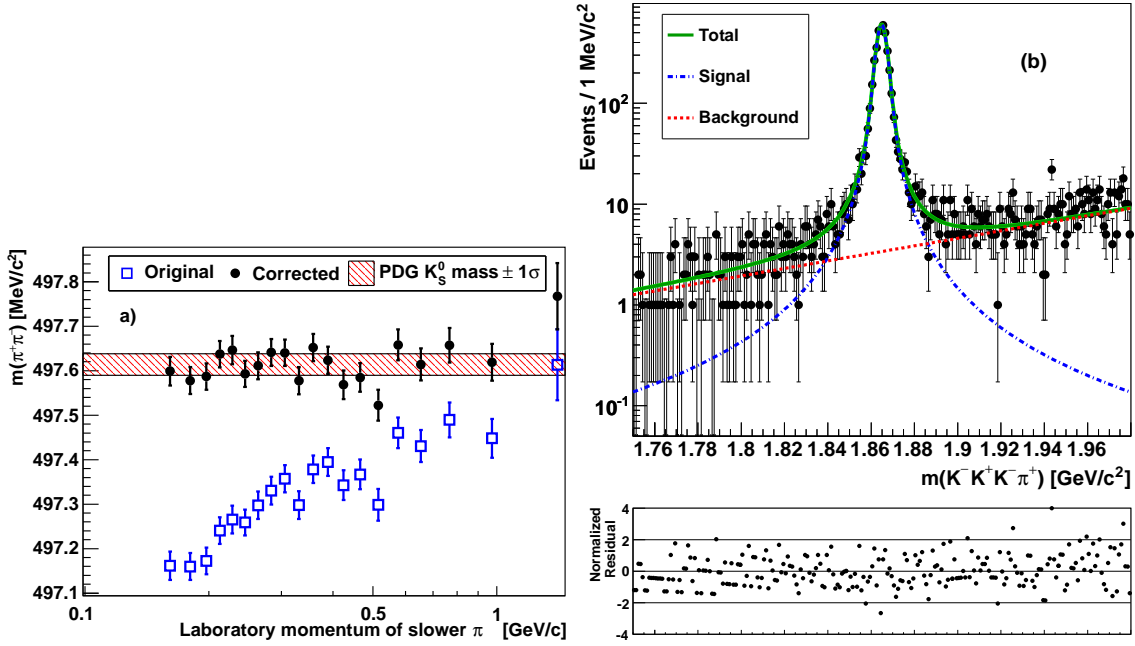 Original
Corrected
PDG K⁰_S mass ± 1σ
a)
m(π⁺π⁻) [MeV/c²]
497.8
497.7
497.6
497.5
497.4
497.3
497.2
497.1
0.1
0.5
1
Laboratory momentum of slower π [GeV/c]
Total
Signal
Background
(b)
Events / 1 MeV/c²
10²
10
1
10⁻¹
1.76 1.78 1.8 1.82 1.84 1.86 1.88 1.9 1.92 1.94 1.96
m(K⁻K⁺K⁻π⁺) [GeV/c²]
Normalized
Residual
4
2
0
-2
-4